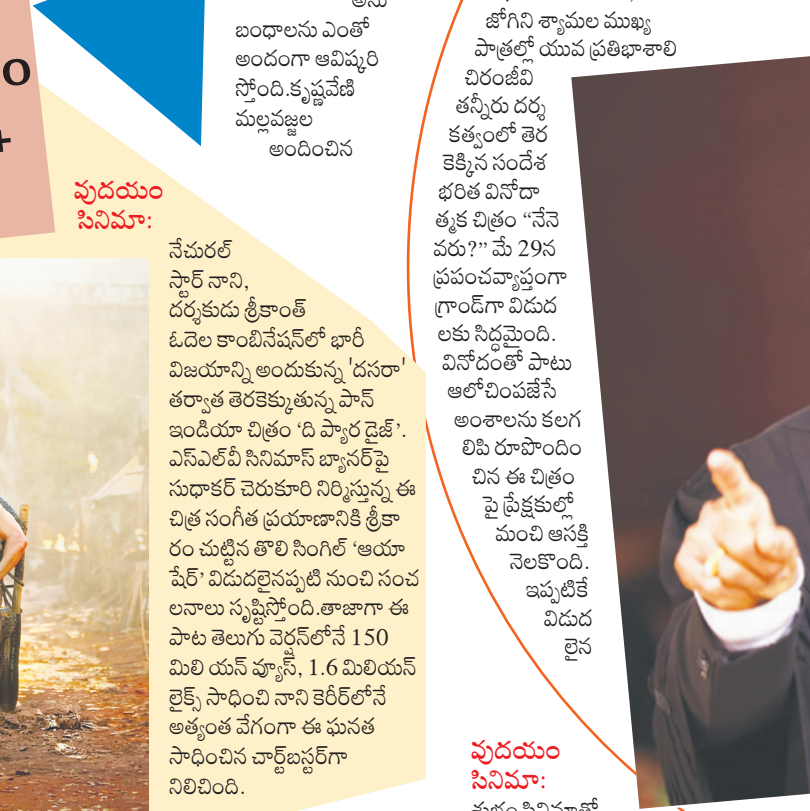 బంధాలను ఎంతో
అందంగా ఆవిష్కరి
స్తోంది.కృష్ణవేణి
మల్లవజ్జల
అందించిన
వుదయం
సినిమా:
నేచురల్
స్టార్ నాని,
దర్శకుడు శ్రీకాంత్
ఓదెల కాంబినేషన్‌లో భారీ
విజయాన్ని అందుకున్న 'దసరా'
తర్వాత తెరకెక్కుతున్న పాన్
ఇండియా చిత్రం ‘ది ప్యార డైజ్’.
ఎస్ఎల్‌వీ సినిమాస్ బ్యానర్‌పై
సుధాకర్ చెరుకూరి నిర్మిస్తున్న ఈ
చిత్ర సంగీత ప్రయాణానికి శ్రీకా
రం చుట్టిన తొలి సింగిల్ ‘ఆయా
షేర్’ విడుదలైనప్పటి నుంచి సంచ
లనాలు సృష్టిస్తోంది.తాజాగా ఈ
పాట తెలుగు వెర్షన్‌లోనే 150
మిలి యన్ వ్యూస్, 1.6 మిలియన్
లైక్స్ సాధించి నాని కెరీర్‌లోనే
అత్యంత వేగంగా ఈ ఘనత
సాధించిన చార్ట్‌బస్టర్‌గా
నిలిచింది.
జోగిని శ్యామల ముఖ్య
పాత్రల్లో యువ ప్రతిభాశాలి
చిరంజీవి
తన్నీరు దర్శ
కత్వంలో తెర
కెక్కిన సందేశ
భరిత వినోదా
త్మక చిత్రం “నేనె
వరు?” మే 29న
ప్రపంచవ్యాప్తంగా
గ్రాండ్‌గా విడుద
లకు సిద్ధమైంది.
వినోదంతో పాటు
ఆలోచింపజేసే
అంశాలను కలగ
లిపి రూపొందిం
చిన ఈ చిత్రం
పై ప్రేక్షకుల్లో
మంచి ఆసక్తి
నెలకొంది.
ఇప్పటికే
విడుద
లైన
వుదయం
సినిమా: